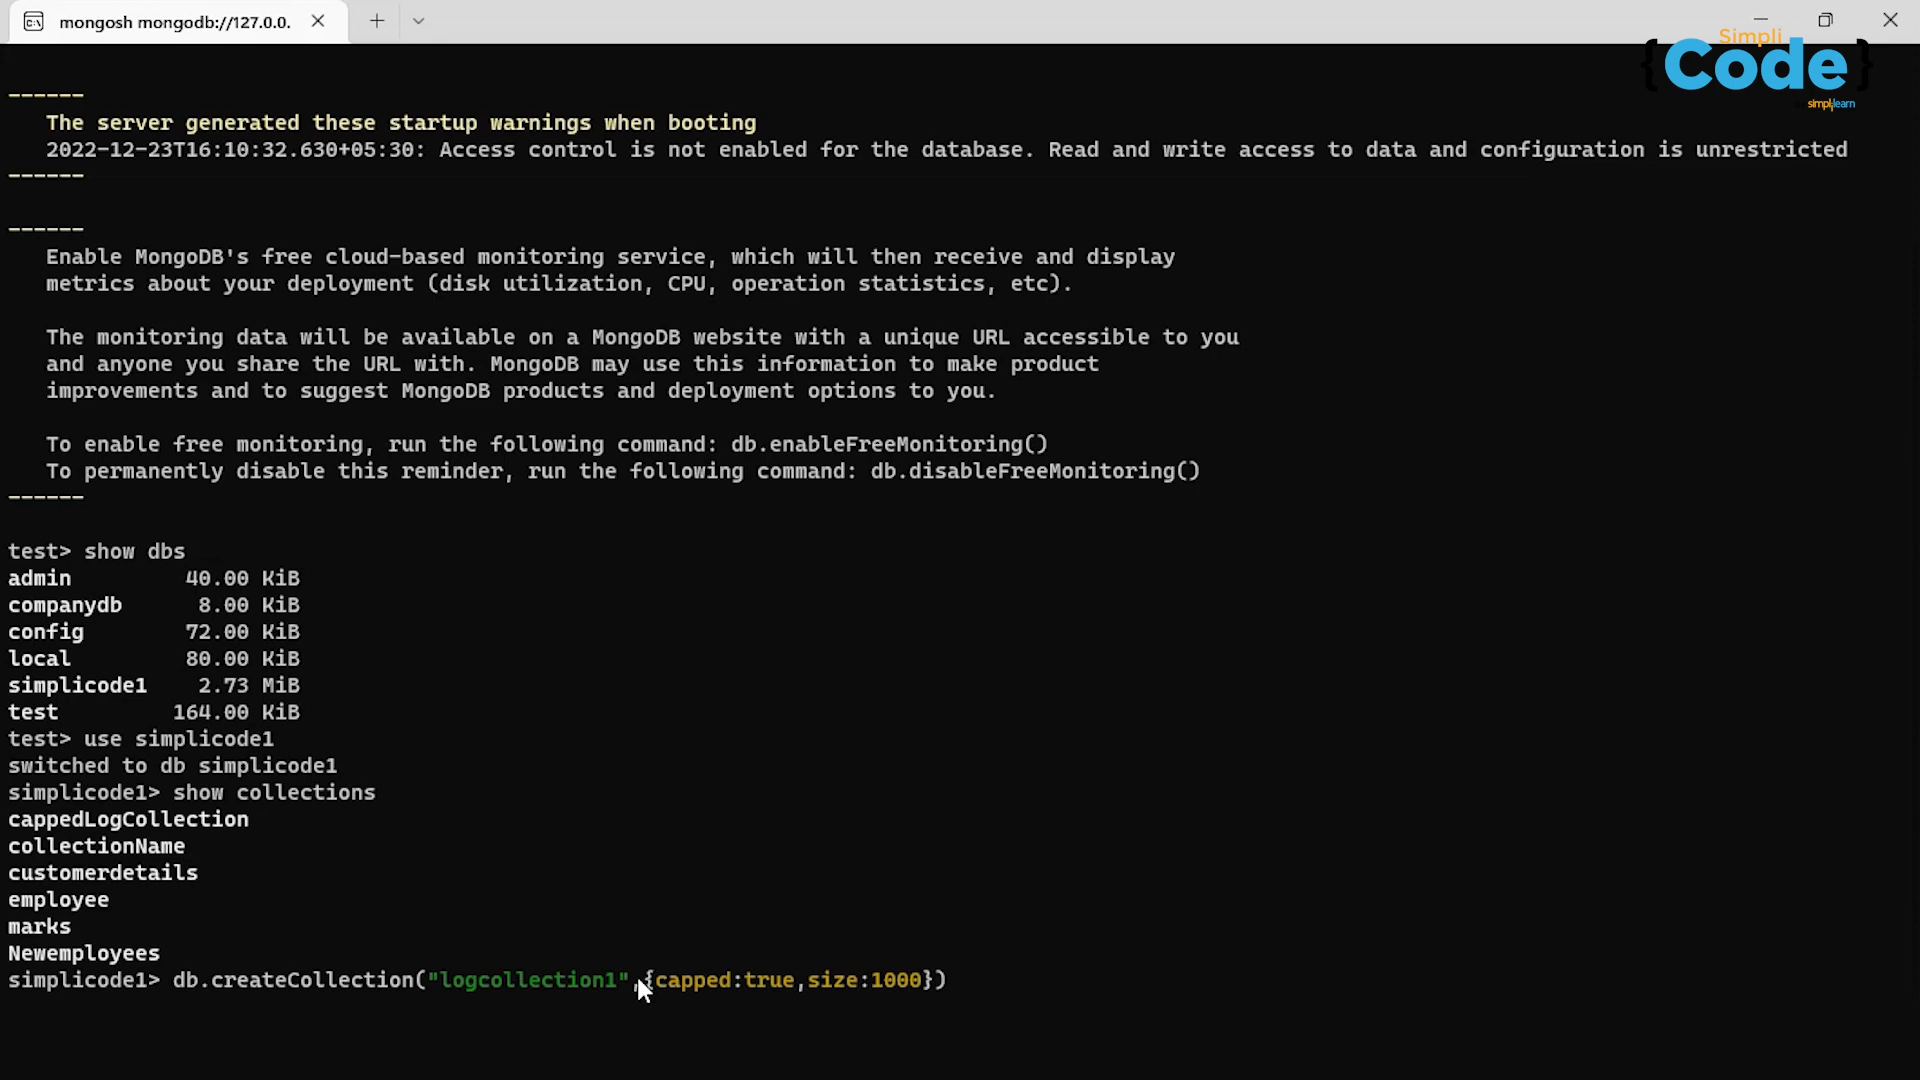 mongosh mongodb://127.0.0.
Simpli
{Code}
simplilearn
------
The server generated these startup warnings when booting
2022-12-23T16:10:32.630+05:30: Access control is not enabled for the database. Read and write access to data and configuration is unrestricted
------
------
Enable MongoDB's free cloud-based monitoring service, which will then receive and display
metrics about your deployment (disk utilization, CPU, operation statistics, etc).
The monitoring data will be available on a MongoDB website with a unique URL accessible to you
and anyone you share the URL with. MongoDB may use this information to make product
improvements and to suggest MongoDB products and deployment options to you.
To enable free monitoring, run the following command: db.enableFreeMonitoring()
To permanently disable this reminder, run the following command: db.disableFreeMonitoring()
------
test> show dbs
admin 40.00 KiB
companydb 8.00 KiB
config 72.00 KiB
local 80.00 KiB
simplicode1 2.73 MiB
test 164.00 KiB
test> use simplicode1
switched to db simplicode1
simplicode1> show collections
cappedLogCollection
collectionName
customerdetails
employee
marks
Newemployees
simplicode1> db.createCollection("logcollection1",{capped:true,size:1000})